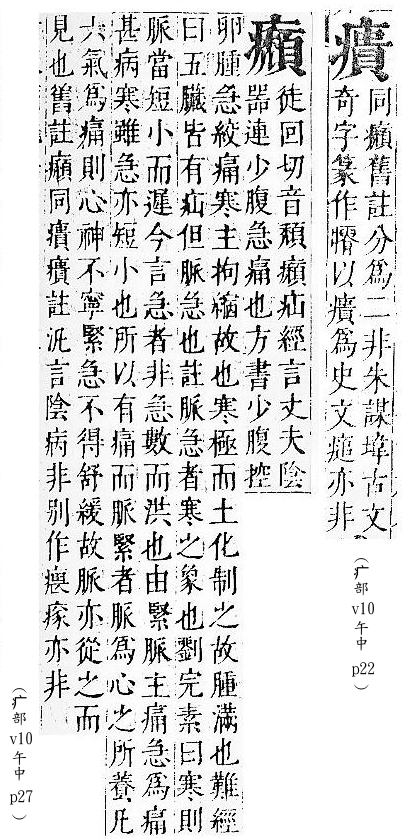 㿉同癩舊註分爲二非朱謀㙔古文
奇字篆作㿉以㿉爲史文㿗亦非
(疒部 v10 午中 p22)
癩徒回切音頹癩疝經言丈夫陰
器連少腹急痛也方書少腹控
卵腫急絞痛寒主拘縮故也寒極而土化制之故腫滿也難經
曰五臟皆有疝但脈急也註脈急者寒之象也劉完素曰寒則
脈當短小而遲今言急者非急數而洪也由緊脈主痛急爲痛
甚病寒雖急亦短小也所以有痛而脈緊者脈爲心之所養凡
六氣爲痛則心神不寧緊急不得舒緩故脈亦從之而
見也舊註癩同㿉㿉註汎言陰病非別作㾯瘃亦非
(疒部 v10 午中 p27)